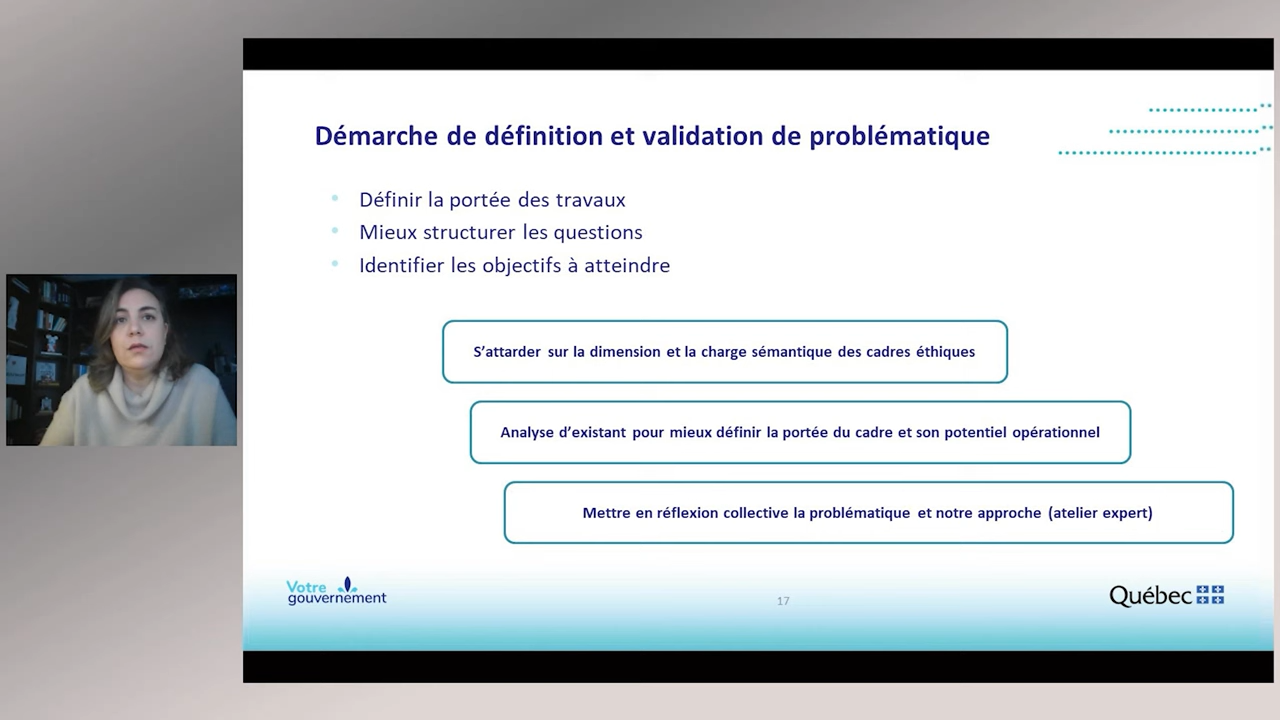 Démarche de définition et validation de problématique
• Définir la portée des travaux
• Mieux structurer les questions
• Identifier les objectifs à atteindre
S'attarder sur la dimension et la charge sémantique des cadres éthiques
Analyse d'existant pour mieux définir la portée du cadre et son potentiel opérationnel
Mettre en réflexion collective la problématique et notre approche (atelier expert)
Votre
gouvernement
17
Québec